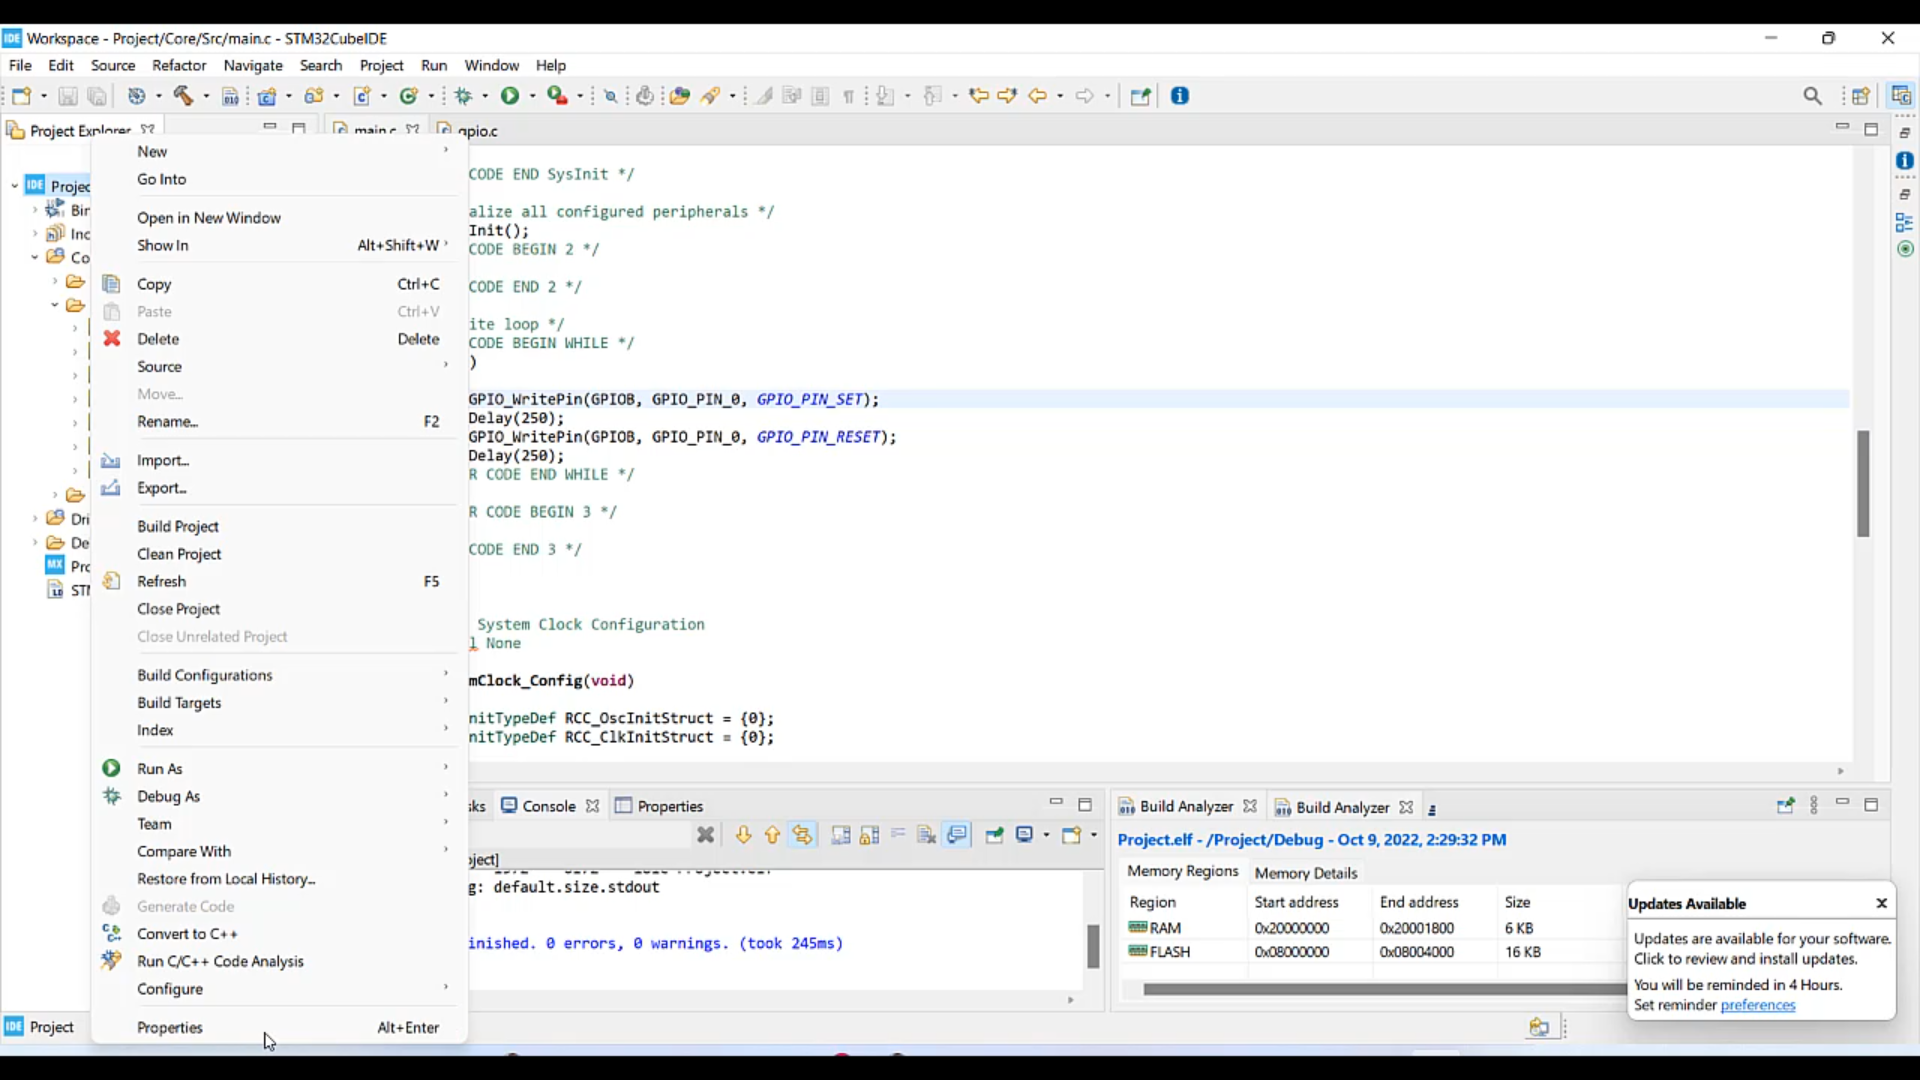 IDE Workspace - Project/Core/Src/main.c - STM32CubeIDE
File Edit Source Refactor Navigate Search Project Run Window Help
Project Explorer main.c gpio.c
IDE Projec
Bin
Inc
Co
Dri
De
MX Pro
STM
New
Go Into
Open in New Window
Show In Alt+Shift+W
Copy Ctrl+C
Paste Ctrl+V
Delete Delete
Source
Move...
Rename... F2
Import...
Export...
Build Project
Clean Project
Refresh F5
Close Project
Close Unrelated Project
Build Configurations
Build Targets
Index
Run As
Debug As
Team
Compare With
Restore from Local History...
Generate Code
Convert to C++
Run C/C++ Code Analysis
Configure
Properties Alt+Enter
CODE END SysInit */
alize all configured peripherals */
Init();
CODE BEGIN 2 */
CODE END 2 */
ite loop */
CODE BEGIN WHILE */
)
GPIO_WritePin(GPIOB, GPIO_PIN_0, GPIO_PIN_SET);
Delay(250);
GPIO_WritePin(GPIOB, GPIO_PIN_0, GPIO_PIN_RESET);
Delay(250);
R CODE END WHILE */
R CODE BEGIN 3 */
CODE END 3 */
System Clock Configuration
l None
mClock_Config(void)
nitTypeDef RCC_OscInitStruct = {0};
nitTypeDef RCC_ClkInitStruct = {0};
ks Console Properties
oject]
g: default.size.stdout
inished. 0 errors, 0 warnings. (took 245ms)
Build Analyzer Build Analyzer
Project.elf - /Project/Debug - Oct 9, 2022, 2:29:32 PM
Memory Regions Memory Details
Region Start address End address Size
RAM 0x20000000 0x20001800 6 KB
FLASH 0x08000000 0x08004000 16 KB
Updates Available
Updates are available for your software.
Click to review and install updates.
You will be reminded in 4 Hours.
Set reminder preferences
IDE Project